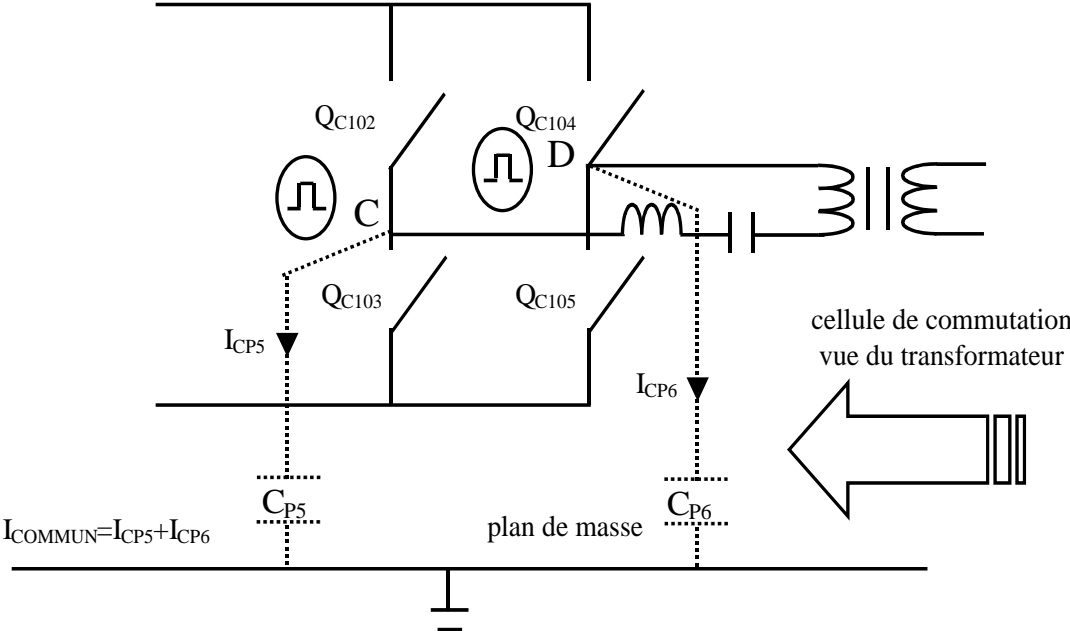 QC102
QC104
D
C
QC103
QC105
cellule de commutation
vue du transformateur
ICP5
ICP6
CP5
CP6
ICOMMUN=ICP5+ICP6
plan de masse